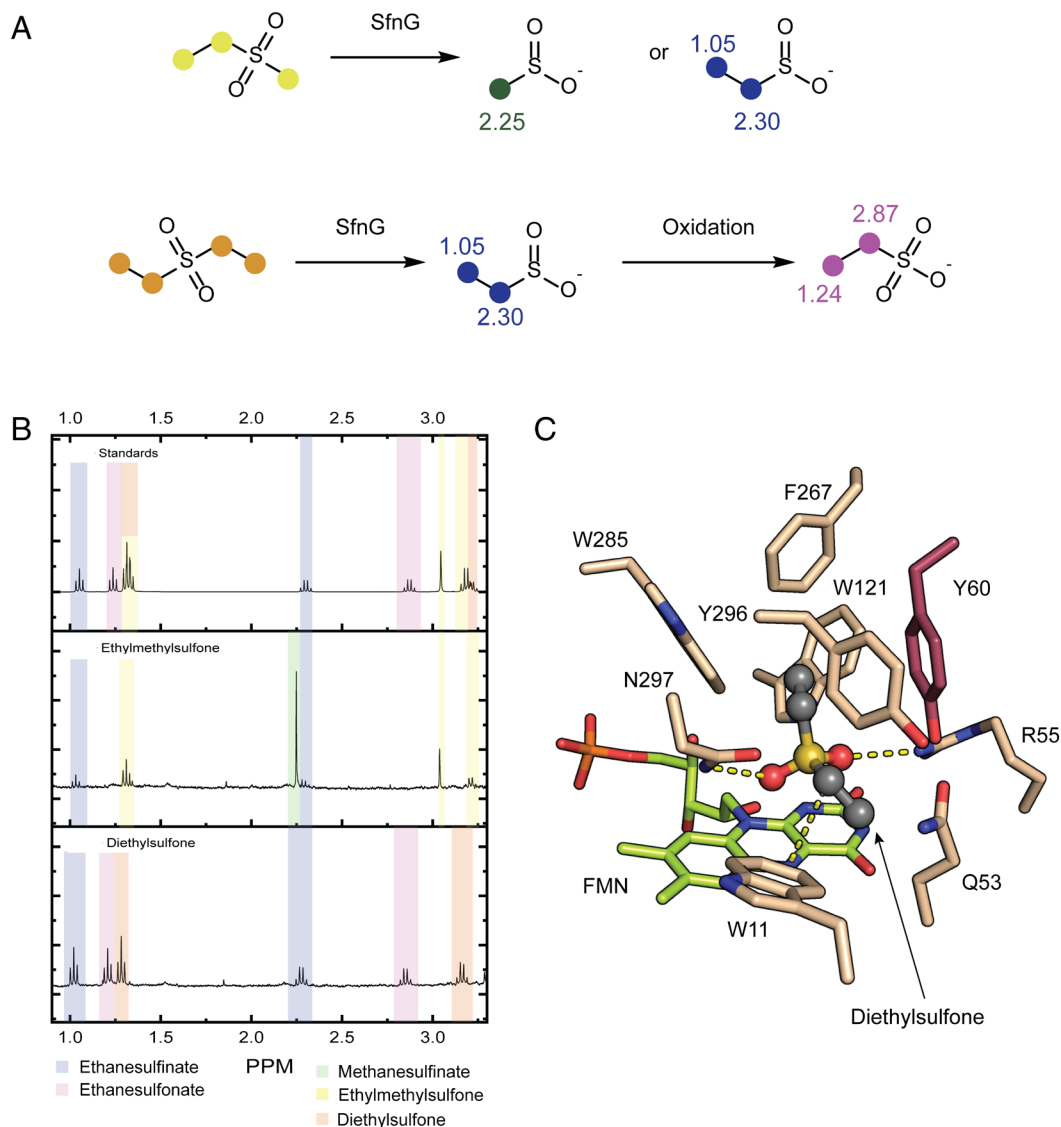 A
SfnG
or
O
S
O
O
S
O-
2.25
1.05
O
S
O-
2.30
O
S
O
SfnG
1.05
O
S
O-
2.30
Oxidation
2.87
O
S
O-
O
1.24
B
1.0 1.5 2.0 2.5 3.0
Standards
Ethylmethylsulfone
Diethylsulfone
1.0 1.5 2.0 2.5 3.0
PPM
Ethanesulfinate
Ethanesulfonate
Methanesulfinate
Ethylmethylsulfone
Diethylsulfone
C
F267
W285
W121
Y60
Y296
N297
R55
FMN
Q53
W11
Diethylsulfone